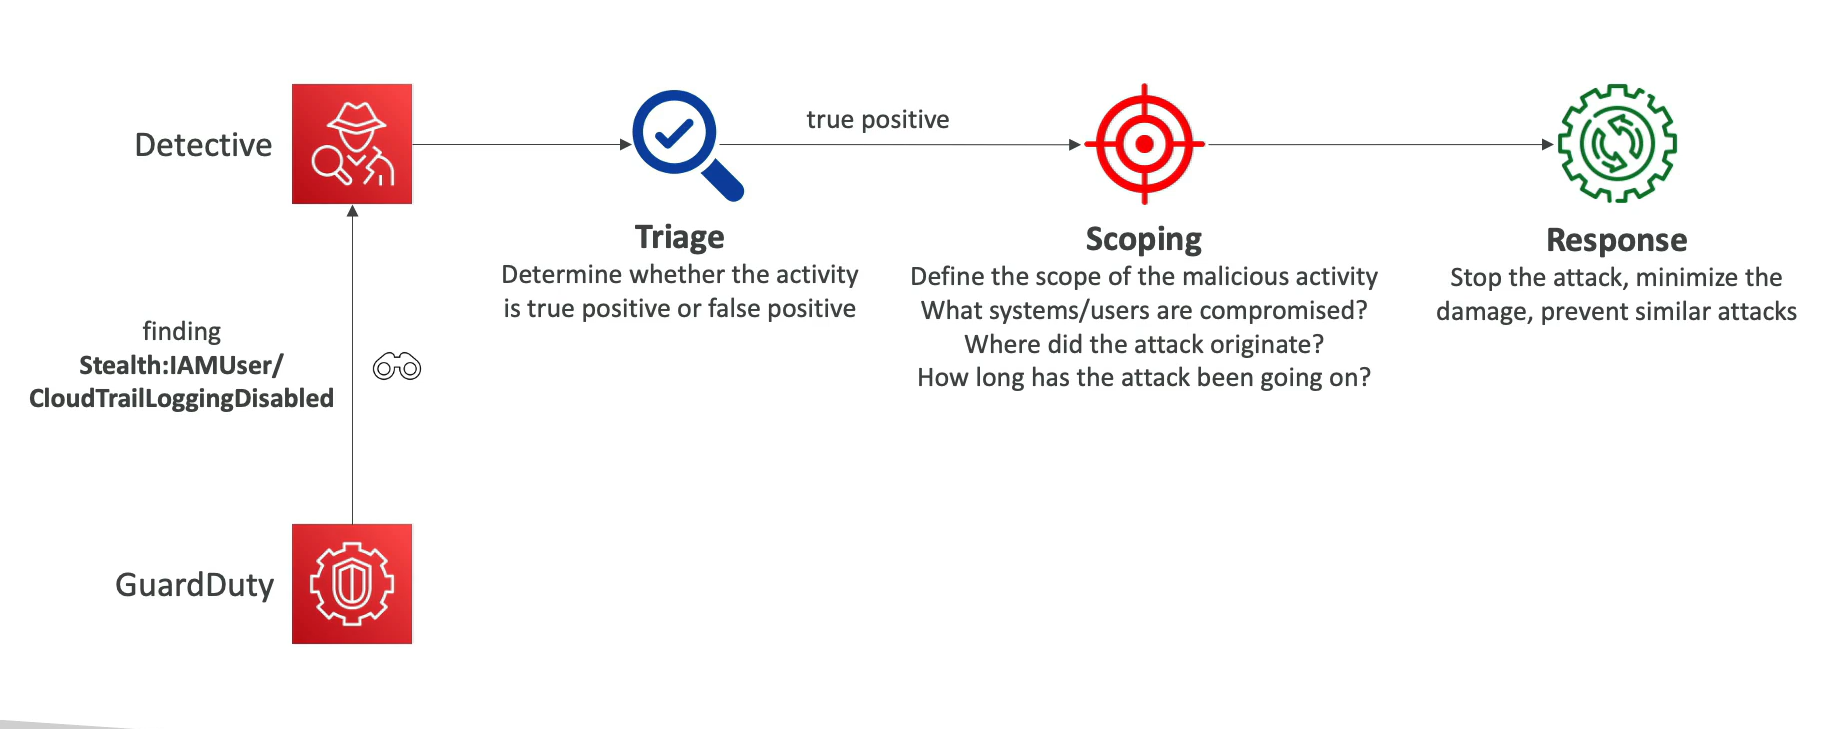 Detective
true positive
Triage
Determine whether the activity
is true positive or false positive
Scoping
Define the scope of the malicious activity
What systems/users are compromised?
Where did the attack originate?
How long has the attack been going on?
Response
Stop the attack, minimize the
damage, prevent similar attacks
finding
Stealth:IAMUser/
CloudTrailLoggingDisabled
GuardDuty